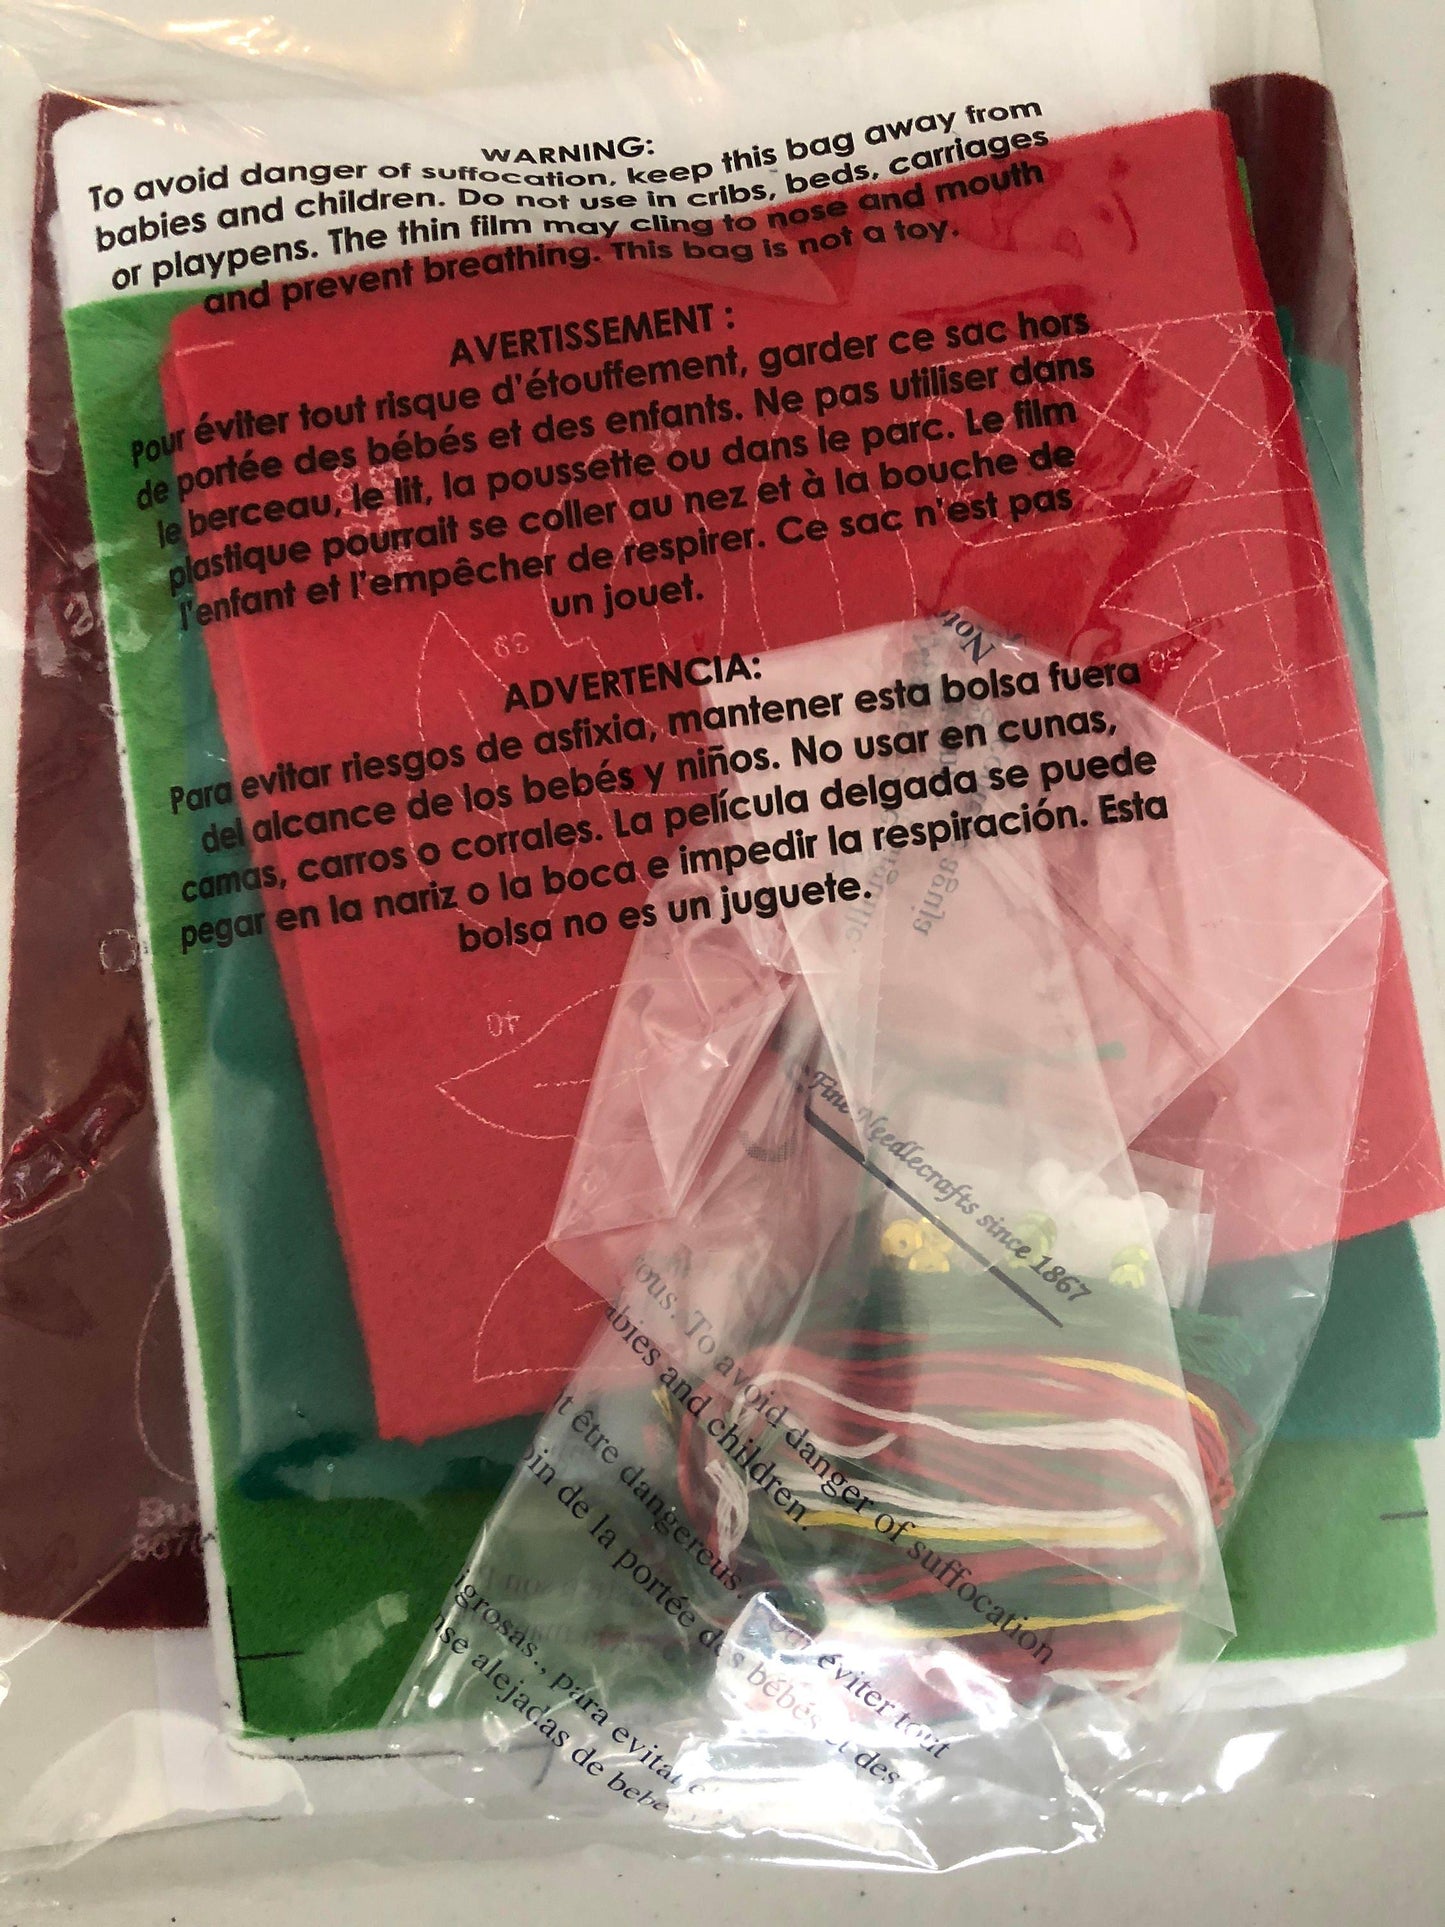 WARNING:
To avoid danger of suffocation, keep this bag away from
babies and children. Do not use in cribs, beds, carriages
or playpens. The thin film may cling to nose and mouth
and prevent breathing. This bag is not a toy.
AVERTISSEMENT :
Pour éviter tout risque d'étouffement, garder ce sac hors
de portée des bébés et des enfants. Ne pas utiliser dans
le berceau, le lit, la poussette ou dans le parc. Le film
plastique pourrait se coller au nez et à la bouche de
l'enfant et l'empêcher de respirer. Ce sac n'est pas
un jouet.
39
ADVERTENCIA:
Para evitar riesgos de asfixia, mantener esta bolsa fuera
del alcance de los bebés y niños. No usar en cunas,
camas, carros o corrales. La película delgada se puede
pegar en la nariz o la boca e impedir la respiración. Esta
bolsa no es un juguete.
aguja
40
Fine Needlecrafts since 1867
To avoid danger of suffocation
and children.
être dangereus.
éviter tout
de la portée des bébés et des
para evitar
alejadas de